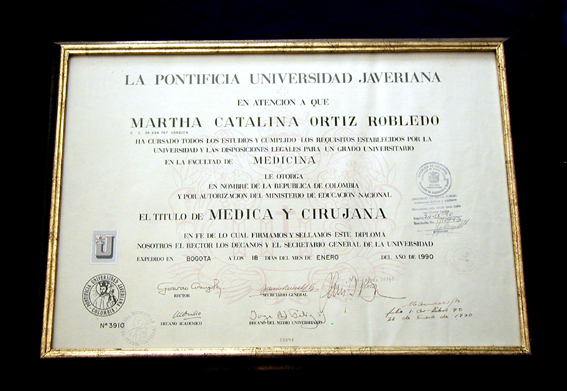 LA PONTIFICIA UNIVERSIDAD JAVERIANA
EN ATENCION A QUE
MARTHA CATALINA ORTIZ ROBLEDO
HA CURSADO TODOS LOS ESTUDIOS Y CUMPLIDO LOS REQUISITOS ESTABLECIDOS POR LA
UNIVERSIDAD Y LAS DISPOSICIONES LEGALES PARA UN GRADO UNIVERSITARIO
EN LA FACULTAD DE MEDICINA
LE OTORGA
EN NOMBRE DE LA REPUBLICA DE COLOMBIA
Y POR AUTORIZACION DEL MINISTERIO DE EDUCACION NACIONAL
EL TITULO DE MEDICA Y CIRUJANA
EN FE DE LO CUAL FIRMAMOS Y SELLAMOS ESTE DIPLOMA
NOSOTROS EL RECTOR LOS DECANOS Y EL SECRETARIO GENERAL DE LA UNIVERSIDAD
EXPEDIDO EN BOGOTA A LOS 18 DIAS DEL MES DE ENERO DEL AÑO DE 1990
RECTOR
SECRETARIO GENERAL
PONTIFICIA UNIVERSIDAD JAVERIANA
COLOMBIA
Nº 3910
DECANO ACADEMICO
DECANO DEL MEDIO UNIVERSITARIO